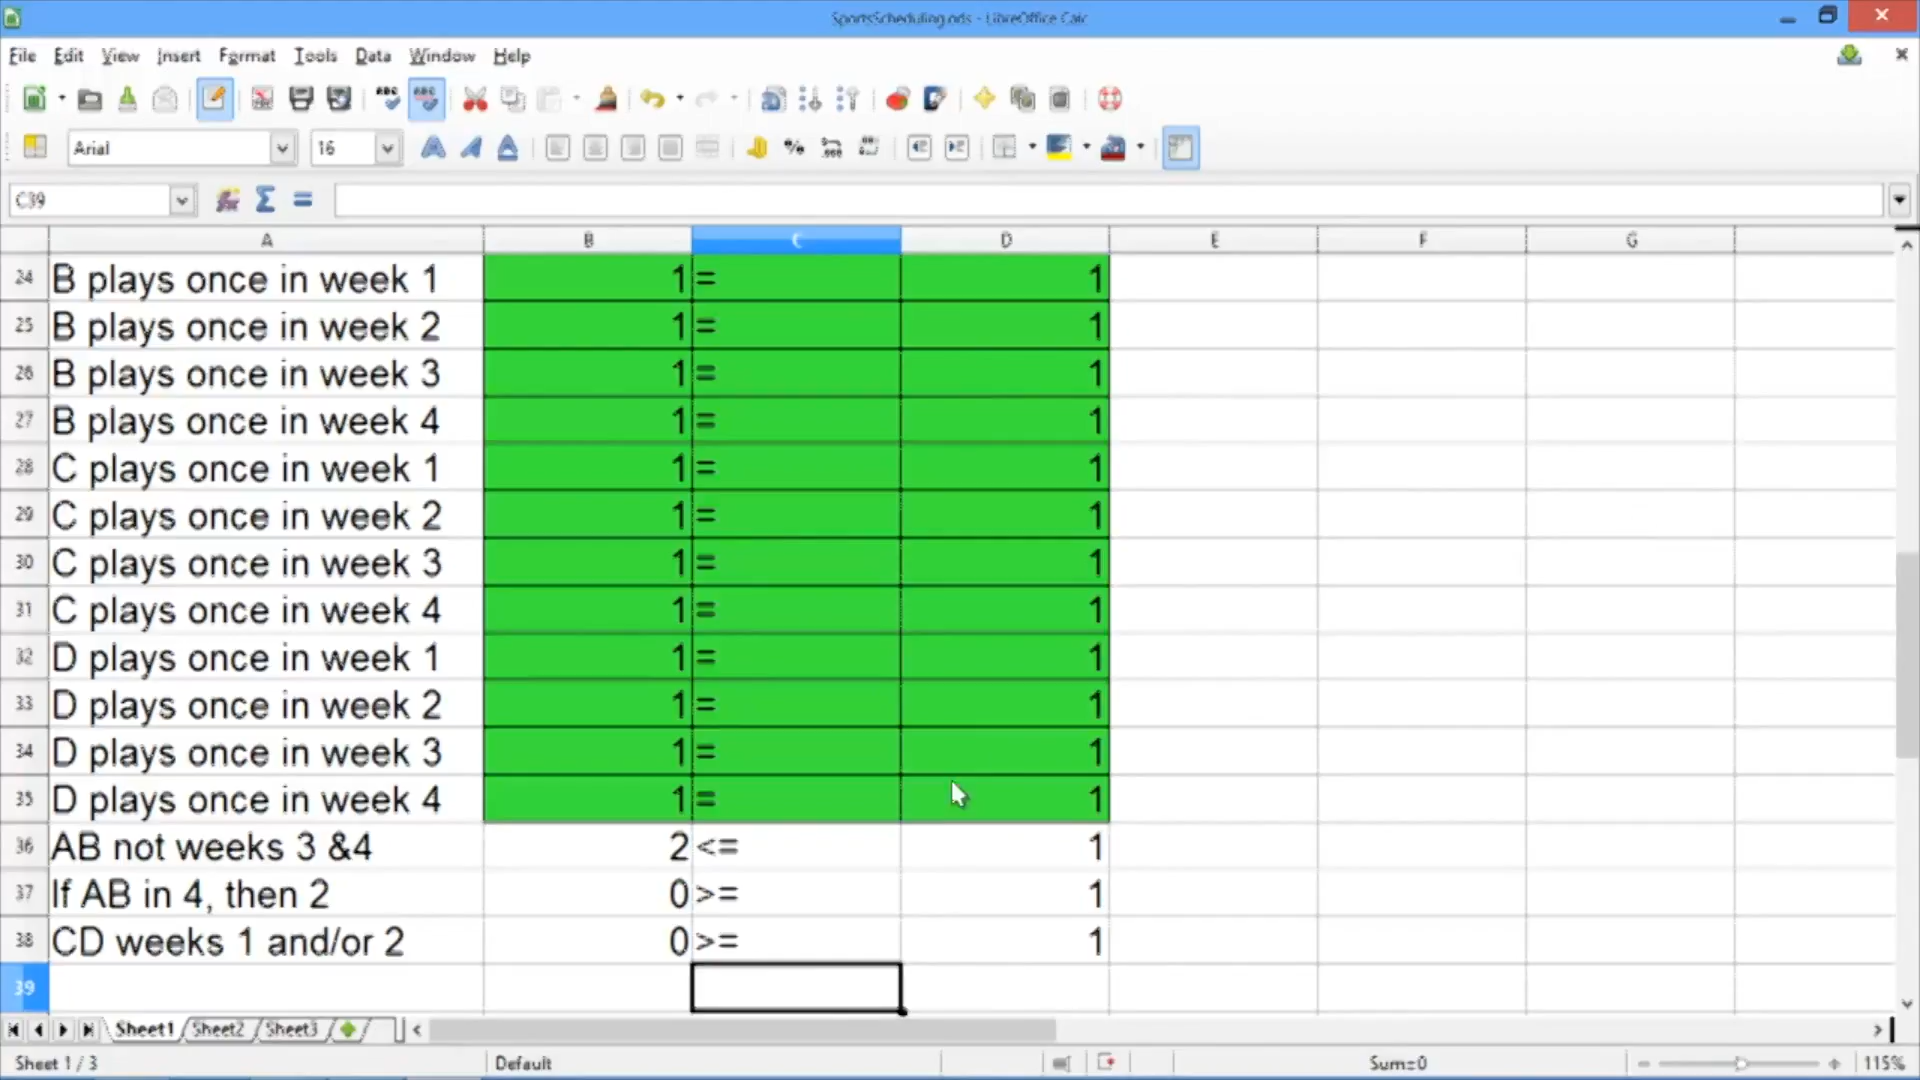 SportsScheduling.ods - LibreOffice Calc
File Edit View Insert Format Tools Data Window Help
Arial 16
C39
A B C D E F G
24 B plays once in week 1 1 = 1
25 B plays once in week 2 1 = 1
26 B plays once in week 3 1 = 1
27 B plays once in week 4 1 = 1
28 C plays once in week 1 1 = 1
29 C plays once in week 2 1 = 1
30 C plays once in week 3 1 = 1
31 C plays once in week 4 1 = 1
32 D plays once in week 1 1 = 1
33 D plays once in week 2 1 = 1
34 D plays once in week 3 1 = 1
35 D plays once in week 4 1 = 1
36 AB not weeks 3 &4 2 <= 1
37 If AB in 4, then 2 0 >= 1
38 CD weeks 1 and/or 2 0 >= 1
39
Sheet1 Sheet2 Sheet3
Sheet 1 / 3 Default Sum=0 115%